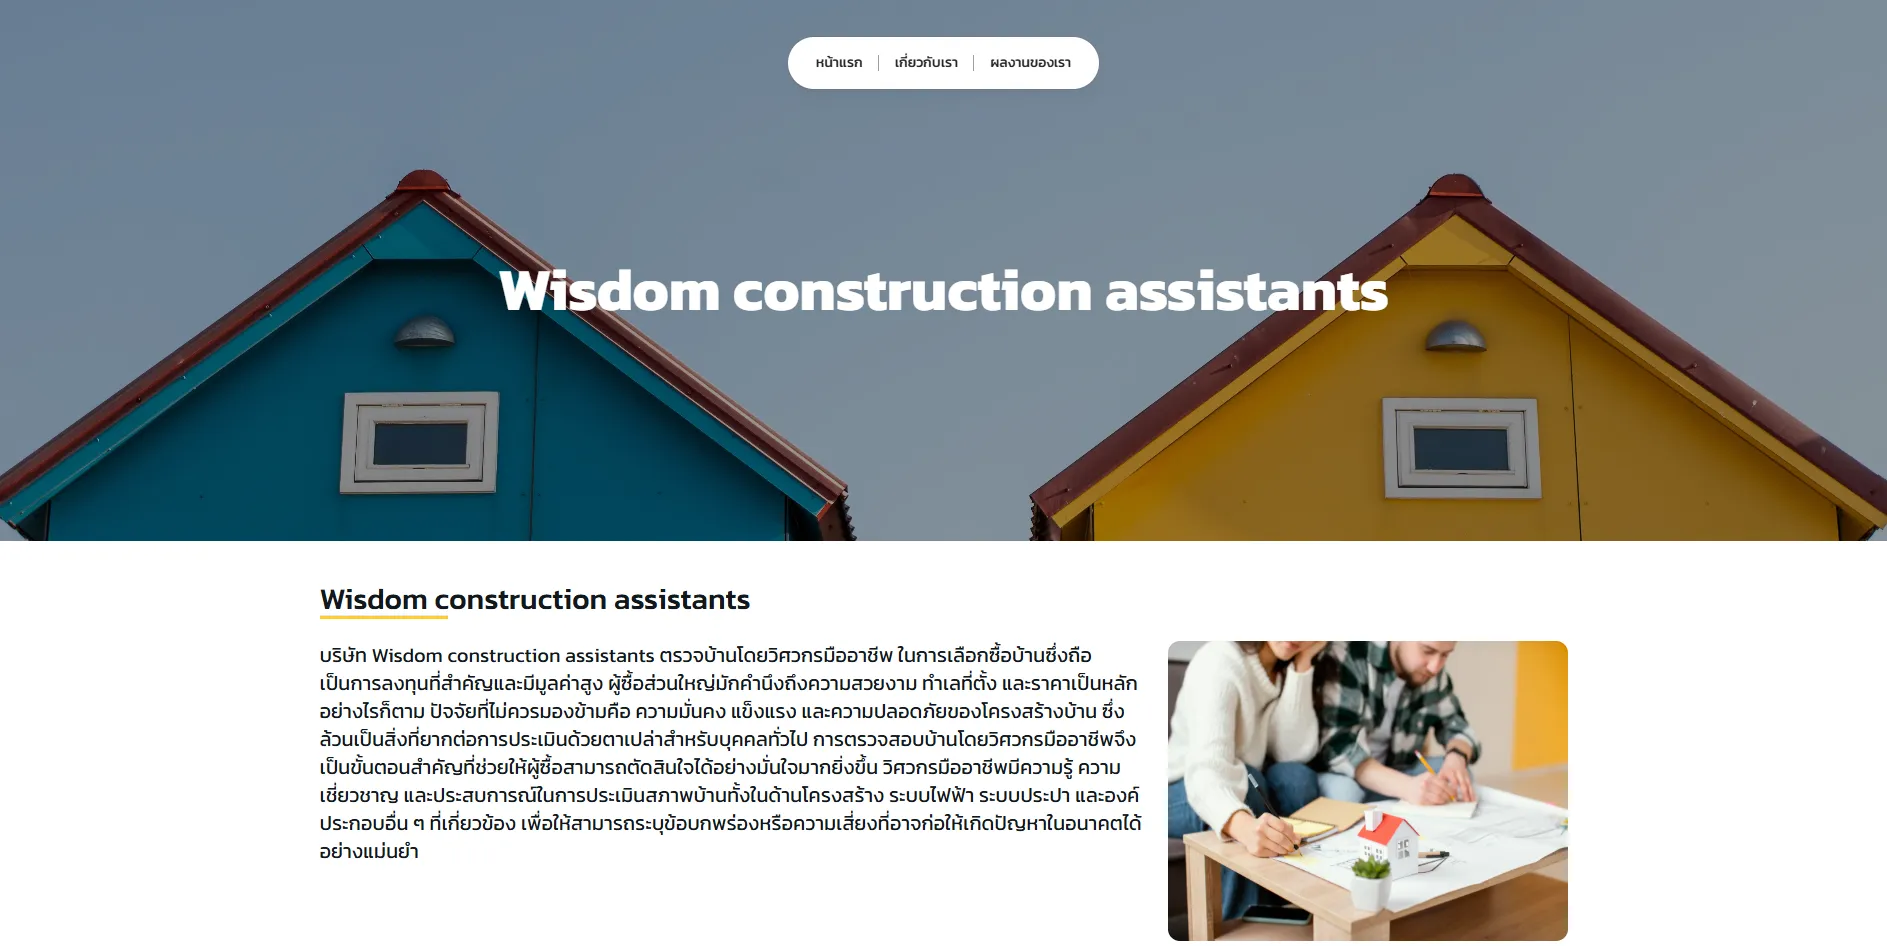 หน้าแรก
เกี่ยวกับเรา
ผลงานของเรา
Wisdom construction assistants
Wisdom construction assistants
บริษัท Wisdom construction assistants ตรวจบ้านโดยวิศวกรมืออาชีพ ในการเลือกซื้อบ้านซึ่งถือ
เป็นการลงทุนที่สำคัญและมีมูลค่าสูง ผู้ซื้อส่วนใหญ่มักคำนึงถึงความสวยงาม ทำเลที่ตั้ง และราคาเป็นหลัก
อย่างไรก็ตาม ปัจจัยที่ไม่ควรมองข้ามคือ ความมั่นคง แข็งแรง และความปลอดภัยของโครงสร้างบ้าน ซึ่ง
ล้วนเป็นสิ่งที่ยากต่อการประเมินด้วยตาเปล่าสำหรับบุคคลทั่วไป การตรวจสอบบ้านโดยวิศวกรมืออาชีพจึง
เป็นขั้นตอนสำคัญที่ช่วยให้ผู้ซื้อสามารถตัดสินใจได้อย่างมั่นใจมากยิ่งขึ้น วิศวกรมืออาชีพมีความรู้ ความ
เชี่ยวชาญ และประสบการณ์ในการประเมินสภาพบ้านทั้งในด้านโครงสร้าง ระบบไฟฟ้า ระบบประปา และองค์
ประกอบอื่น ๆ ที่เกี่ยวข้อง เพื่อให้สามารถระบุข้อบกพร่องหรือความเสี่ยงที่อาจก่อให้เกิดปัญหาในอนาคตได้
อย่างแม่นยำ